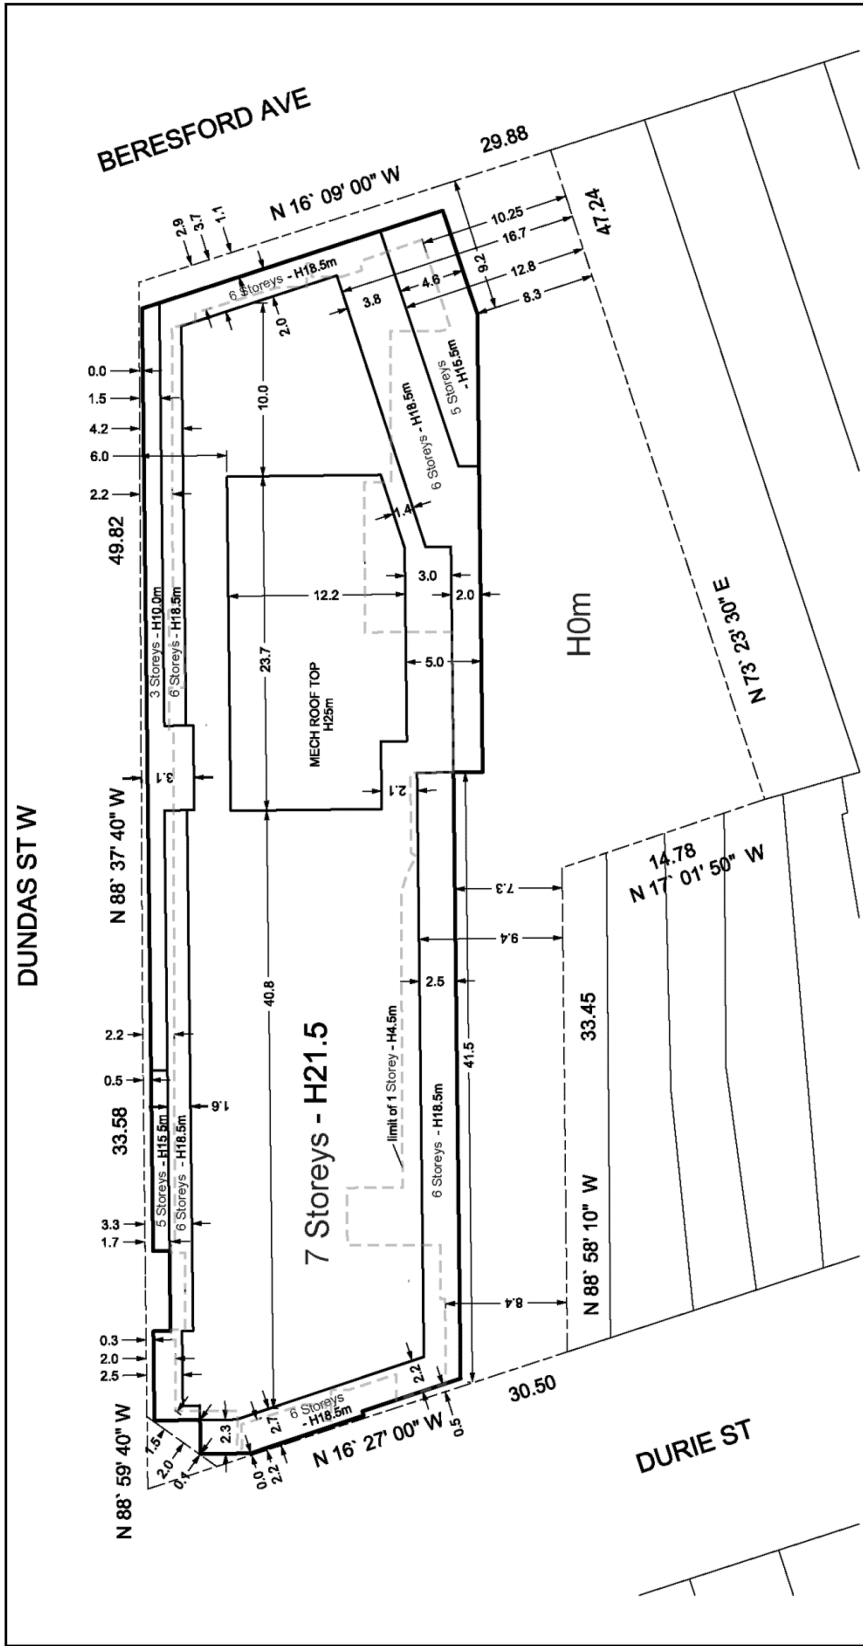 BERESFORD AVE
N 16` 09' 00" W
29.88
2.9
3.7
1.1
47.24
10.25
16.7
9.2
12.8
8.3
6 Storeys - H18.5m
2.0
3.8
4.6
0.0
1.5
4.2
6.0
2.2
10.0
5 Storeys
- H15.5m
6 Storeys - H18.5m
1.4
49.82
3 Storeys - H10.0m
6 Storeys - H18.5m
12.2
3.0
2.0
H0m
N 73` 23' 30" E
23.7
5.0
MECH ROOF TOP
H25m
3.1
2.1
DUNDAS ST W
N 88` 37' 40" W
7.3
14.78
N 17` 01' 50" W
9.4
40.8
2.5
2.2
0.5
7 Storeys - H21.5
limit of 1 Storey - H4.5m
41.5
33.45
33.58
1.6
5 Storeys - H15.5m
6 Storeys - H18.5m
6 Storeys - H18.5m
3.3
1.7
8.4
N 88` 58' 10" W
0.3
2.0
2.5
2.2
30.50
N 88` 59' 40" W
1.5
2.0
0.1
2.3
2.7
6 Storeys
- H18.5m
0.0
2.2
N 16` 27' 00" W
0.5
DURIE ST